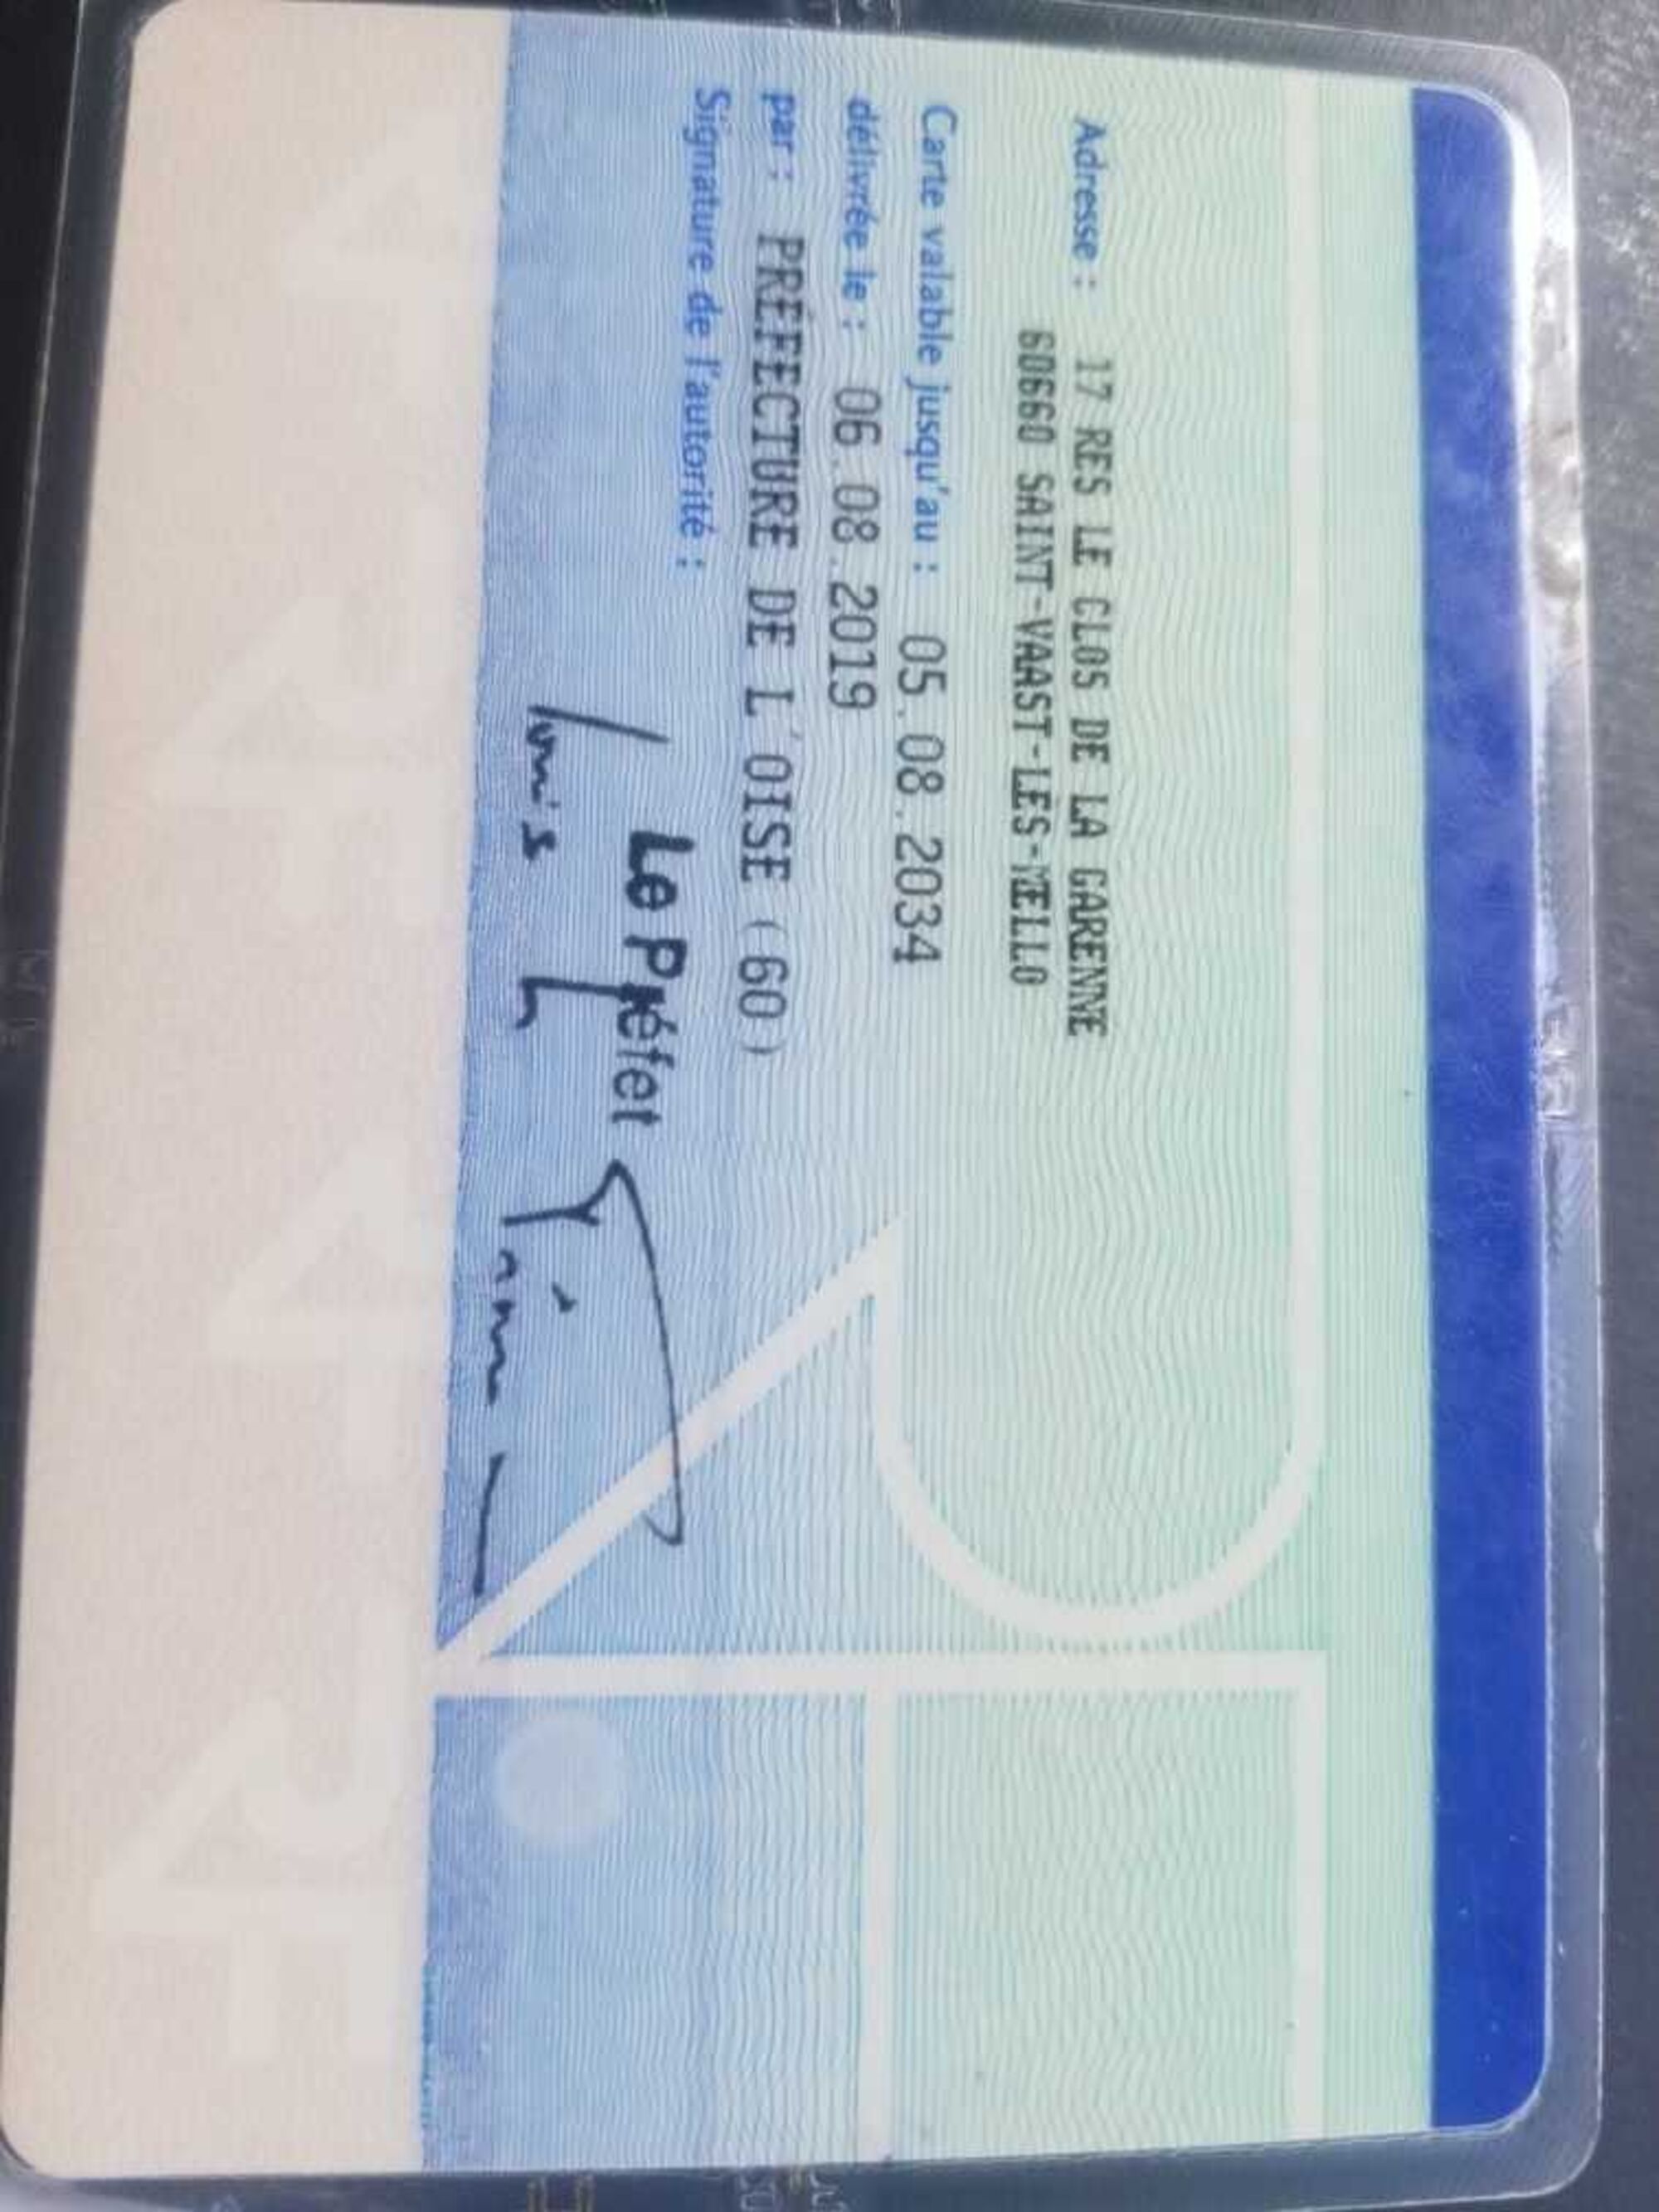 Adresse : 17 RES LE CLOS DE LA GARENNE
60660 SAINT-VAAST-LÈS-MELLO
Carte valable jusqu'au : 05.08.2034
délivrée le : 06.08.2019
par : PRÉFECTURE DE L'OISE (60)
Signature de l'autorité :
Le Préfet
RF